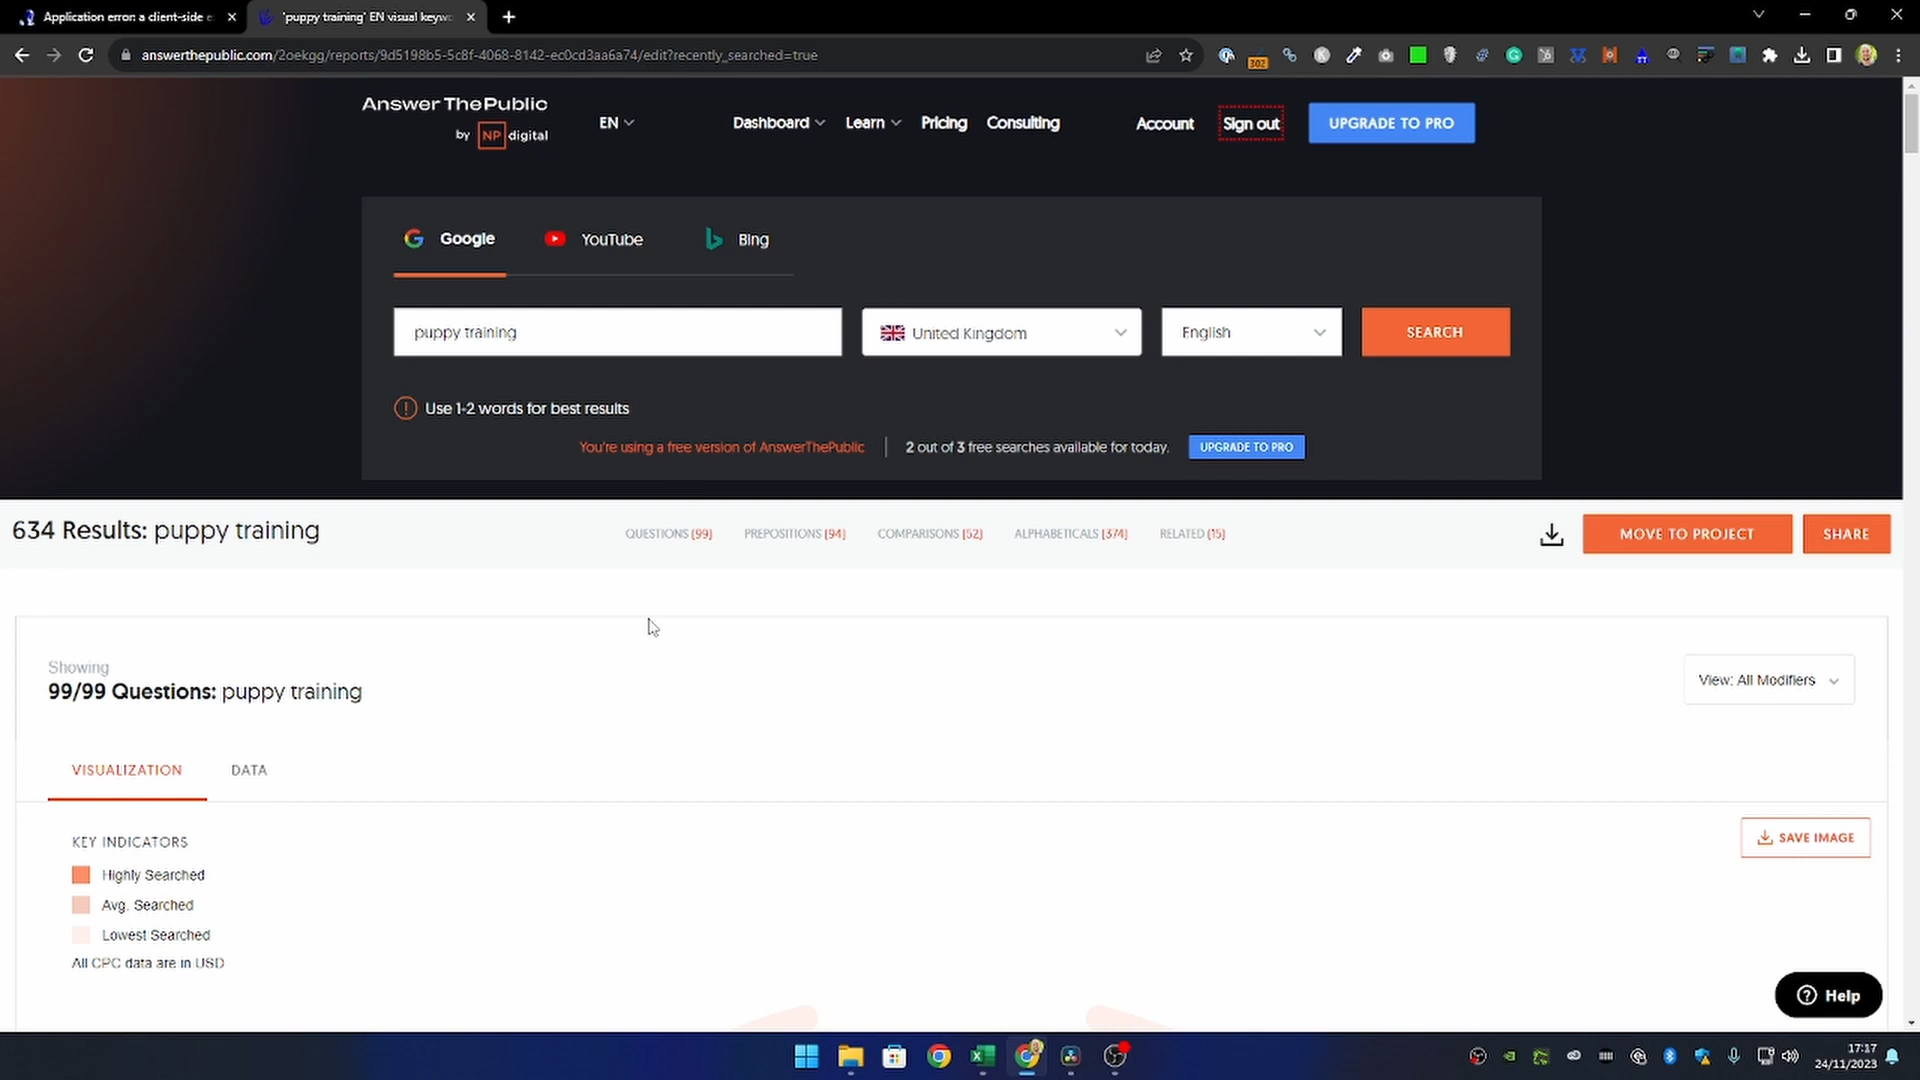 Application error: a client-side e
'puppy training' EN visual keywo
answerthepublic.com/2oekgg/reports/9d5198b5-5c8f-4068-8142-ec0cd3aa6a74/edit?recently_searched=true
302
AnswerThePublic
by NP digital
EN
Dashboard
Learn
Pricing
Consulting
Account
Sign out
UPGRADE TO PRO
Google
YouTube
Bing
puppy training
United Kingdom
English
SEARCH
Use 1-2 words for best results
You're using a free version of AnswerThePublic
2 out of 3 free searches available for today.
UPGRADE TO PRO
634 Results: puppy training
QUESTIONS (99)
PREPOSITIONS (94)
COMPARISONS (52)
ALPHABETICALS (374)
RELATED (15)
MOVE TO PROJECT
SHARE
Showing
99/99 Questions: puppy training
View: All Modifiers
VISUALIZATION
DATA
KEY INDICATORS
SAVE IMAGE
Highly Searched
Avg. Searched
Lowest Searched
All CPC data are in USD
Help
17:17
24/11/2023